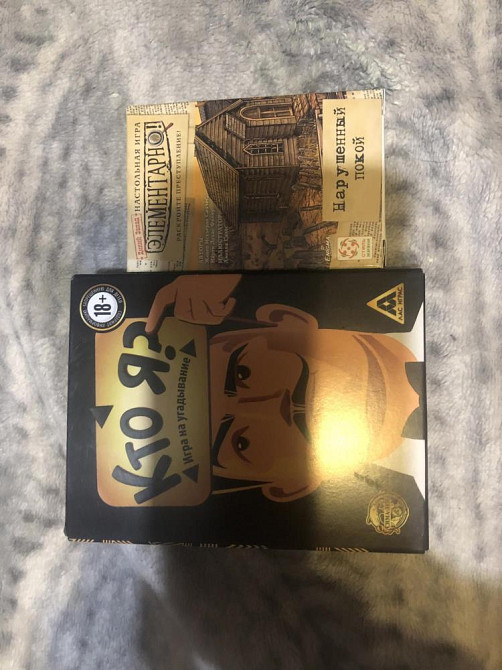 НАСТОЛЬНАЯ ИГРА
ЭЛЕМЕНТАРНО!
РАСКРОЙТЕ ПРЕСТУПЛЕНИЕ!
Нарушенный
покой
18+
КТО Я?
Игра на угадывание
ЛАС ИГРАС